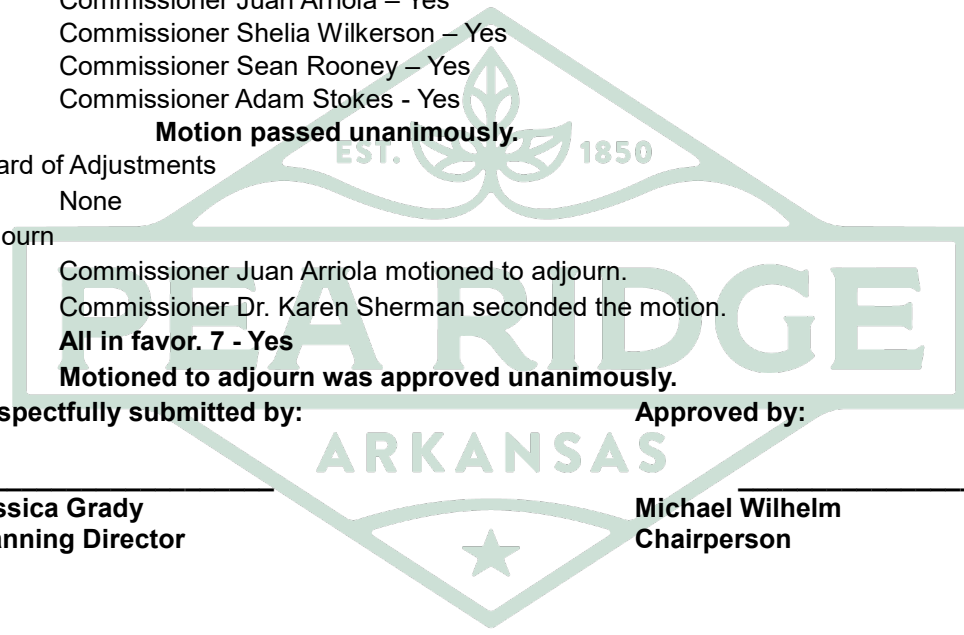 Commissioner Juan Arriola – Yes
Commissioner Shelia Wilkerson – Yes
Commissioner Sean Rooney – Yes
Commissioner Adam Stokes - Yes
Motion passed unanimously.
EST. 1850
ard of Adjustments
None
ourn
Commissioner Juan Arriola motioned to adjourn.
Commissioner Dr. Karen Sherman seconded the motion.
PEA RIDGE
All in favor. 7 - Yes
Motioned to adjourn was approved unanimously.
spectfully submitted by: Approved by:
ARKANSAS
ssica Grady Michael Wilhelm
anning Director Chairperson